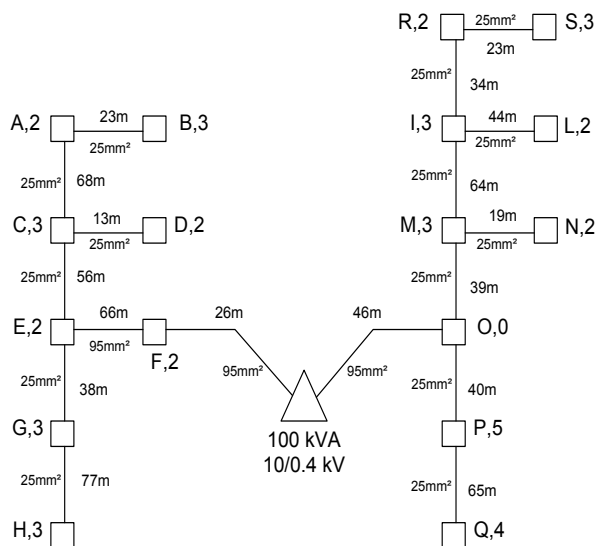 R,2 25mm² S,3
23m
25mm² 34m
A,2 23m B,3
25mm²
I,3 44m L,2
25mm²
25mm² 68m
25mm² 64m
C,3 13m D,2
25mm²
M,3 19m N,2
25mm²
25mm² 56m
25mm² 39m
E,2 66m 26m 46m O,0
95mm² F,2 95mm² 95mm²
25mm² 38m
25mm² 40m
100 kVA
10/0.4 kV
G,3 P,5
25mm² 77m
25mm² 65m
H,3 Q,4